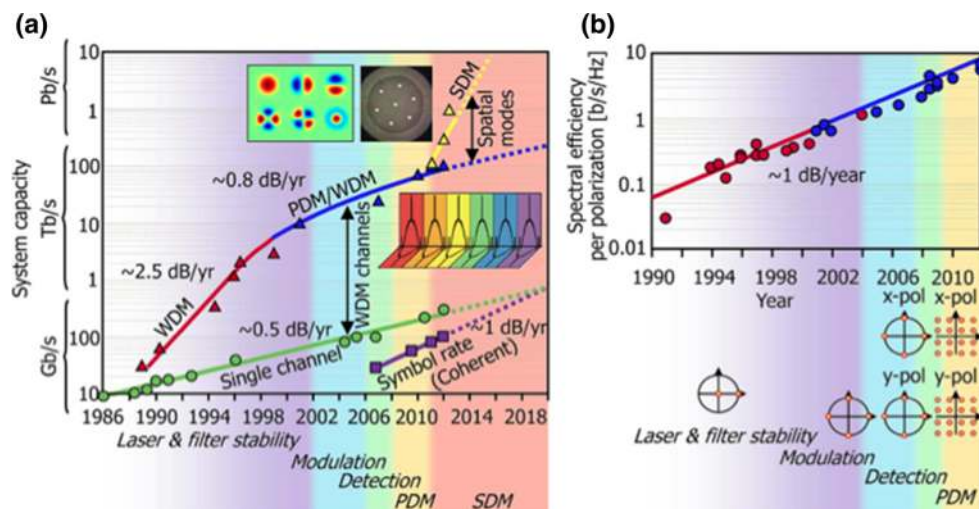 (a)
Pb/s
Tb/s
Gb/s
System capacity
10
1
100
10
1
100
10
SDM
Spatial
modes
~0.8 dB/yr
PDM/WDM
~2.5 dB/yr
WDM
WDM channels
~0.5 dB/yr
Single channel
~1 dB/yr
Symbol rate
(Coherent)
1986 1990 1994 1998 2002 2006 2010 2014 2018
Laser & filter stability
Modulation
Detection
PDM
SDM
(b)
Spectral efficiency
per polarization [b/s/Hz]
10
1
0.1
0.01
~1 dB/year
1990 1994 1998 2002 2006 2010
Year
x-pol x-pol
y-pol y-pol
Laser & filter stability
Modulation
Detection
PDM